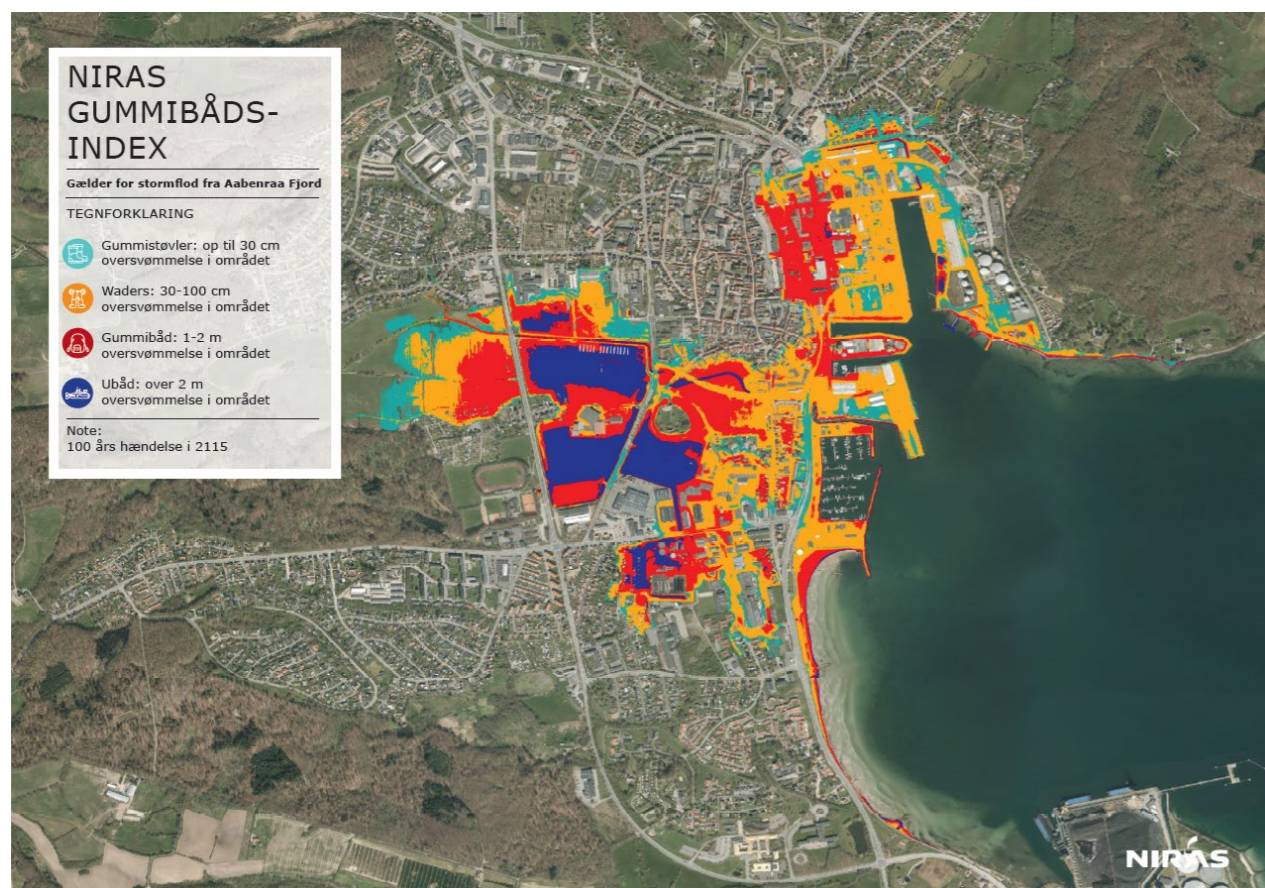 NIRAS
GUMMIBÅDS-
INDEX
Gælder for stormflod fra Aabenraa Fjord
TEGNFORKLARING
Gummistøvler: op til 30 cm
oversvømmelse i området
Waders: 30-100 cm
oversvømmelse i området
Gummibåd: 1-2 m
oversvømmelse i området
Ubåd: over 2 m
oversvømmelse i området
Note:
100 års hændelse i 2115
NIRAS